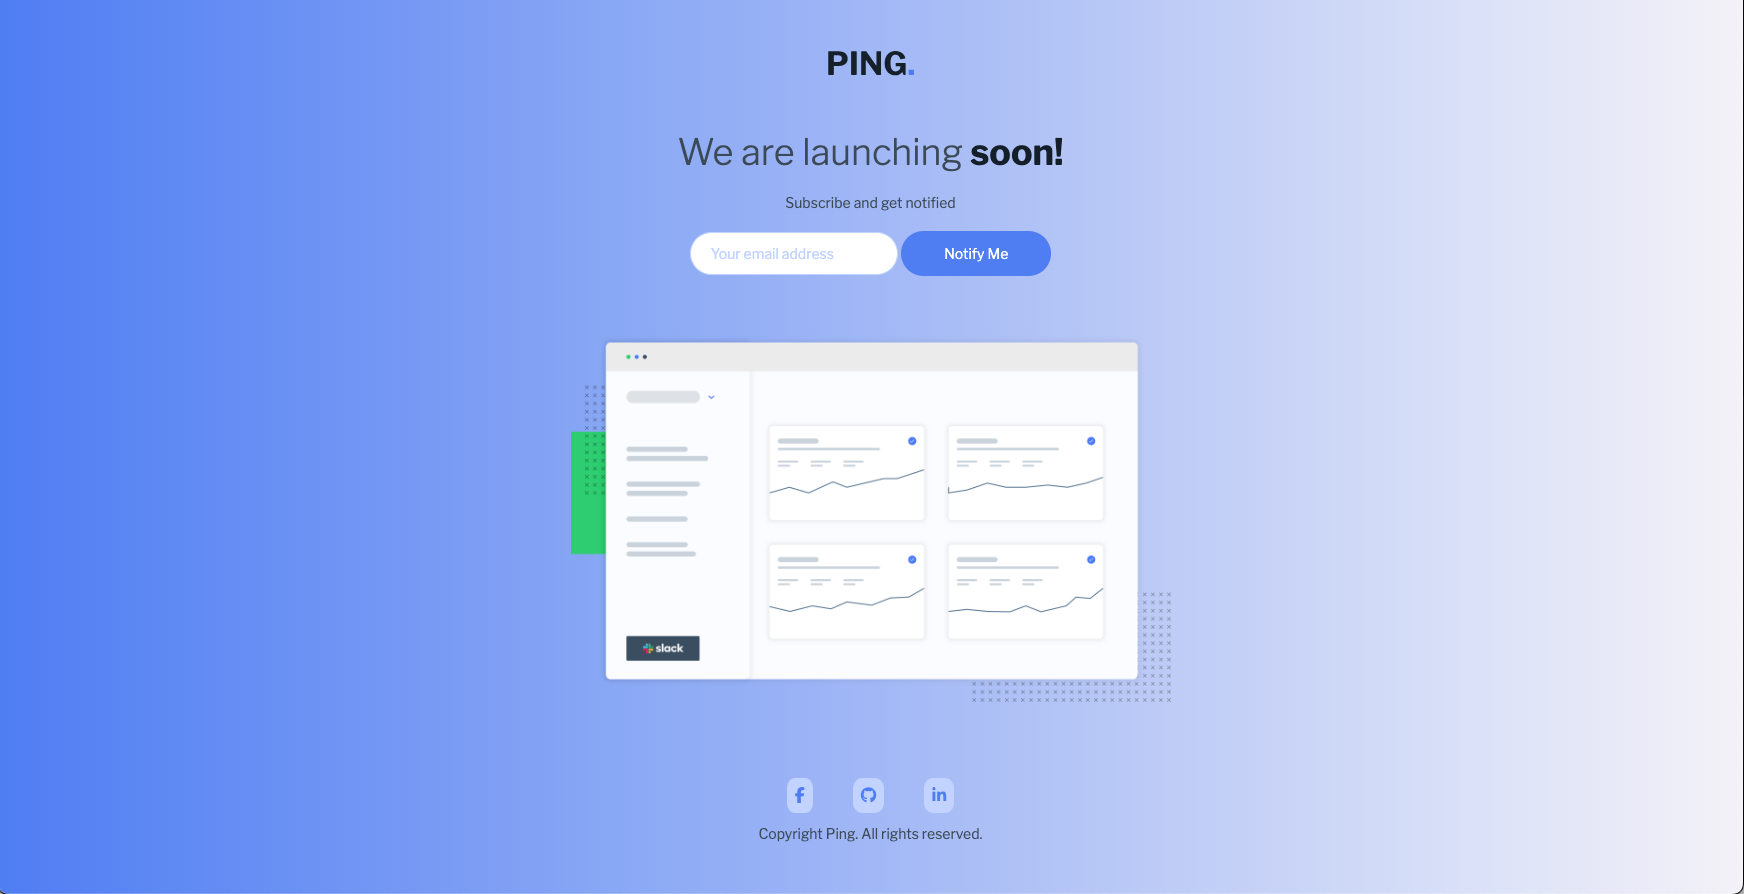 PING.
We are launching soon!
Subscribe and get notified
Your email address
Notify Me
slack
Copyright Ping. All rights reserved.